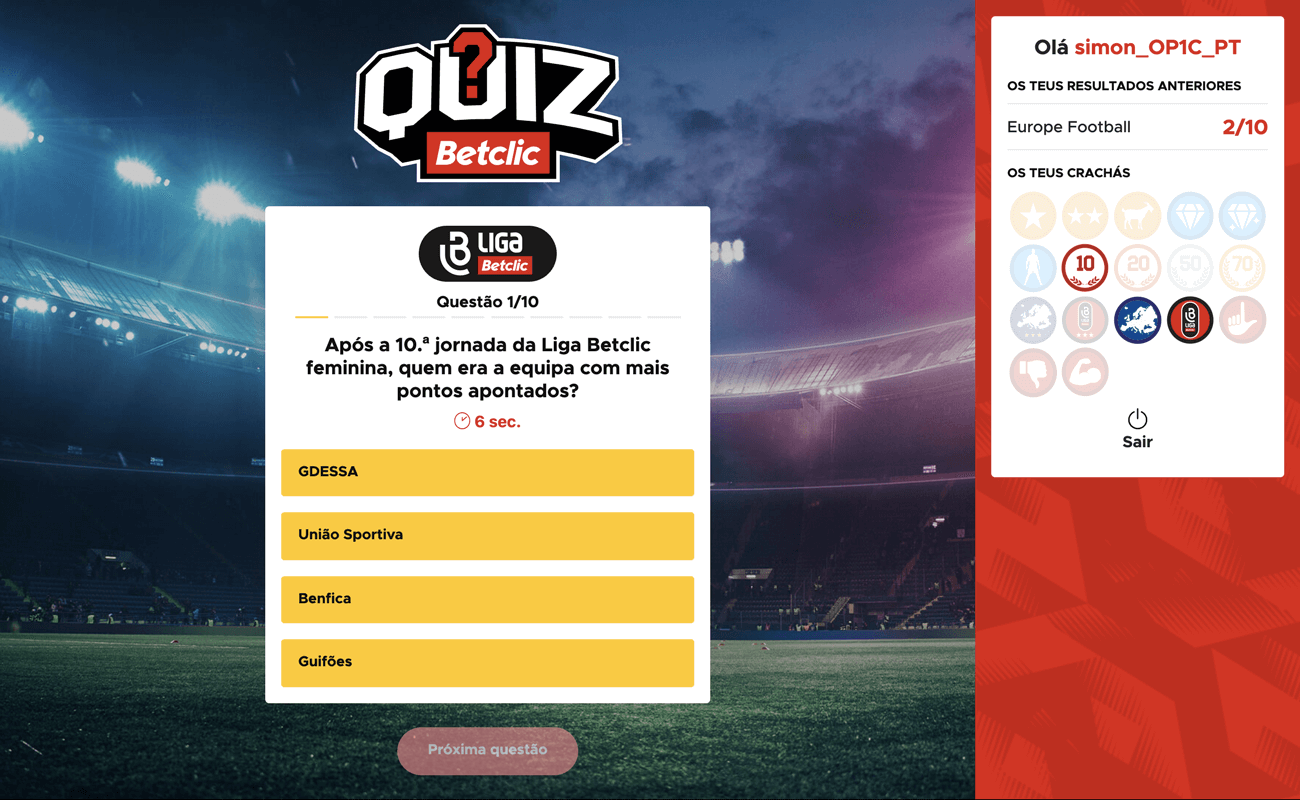 QUIZ
?
Betclic
LIGA
Betclic
Questão 1/10
Após a 10.ª jornada da Liga Betclic
feminina, quem era a equipa com mais
pontos apontados?
6 sec.
GDESSA
União Sportiva
Benfica
Guifões
Próxima questão
Olá simon_OP1C_PT
OS TEUS RESULTADOS ANTERIORES
Europe Football 2/10
OS TEUS CRACHÁS
10 20 50 70
Sair